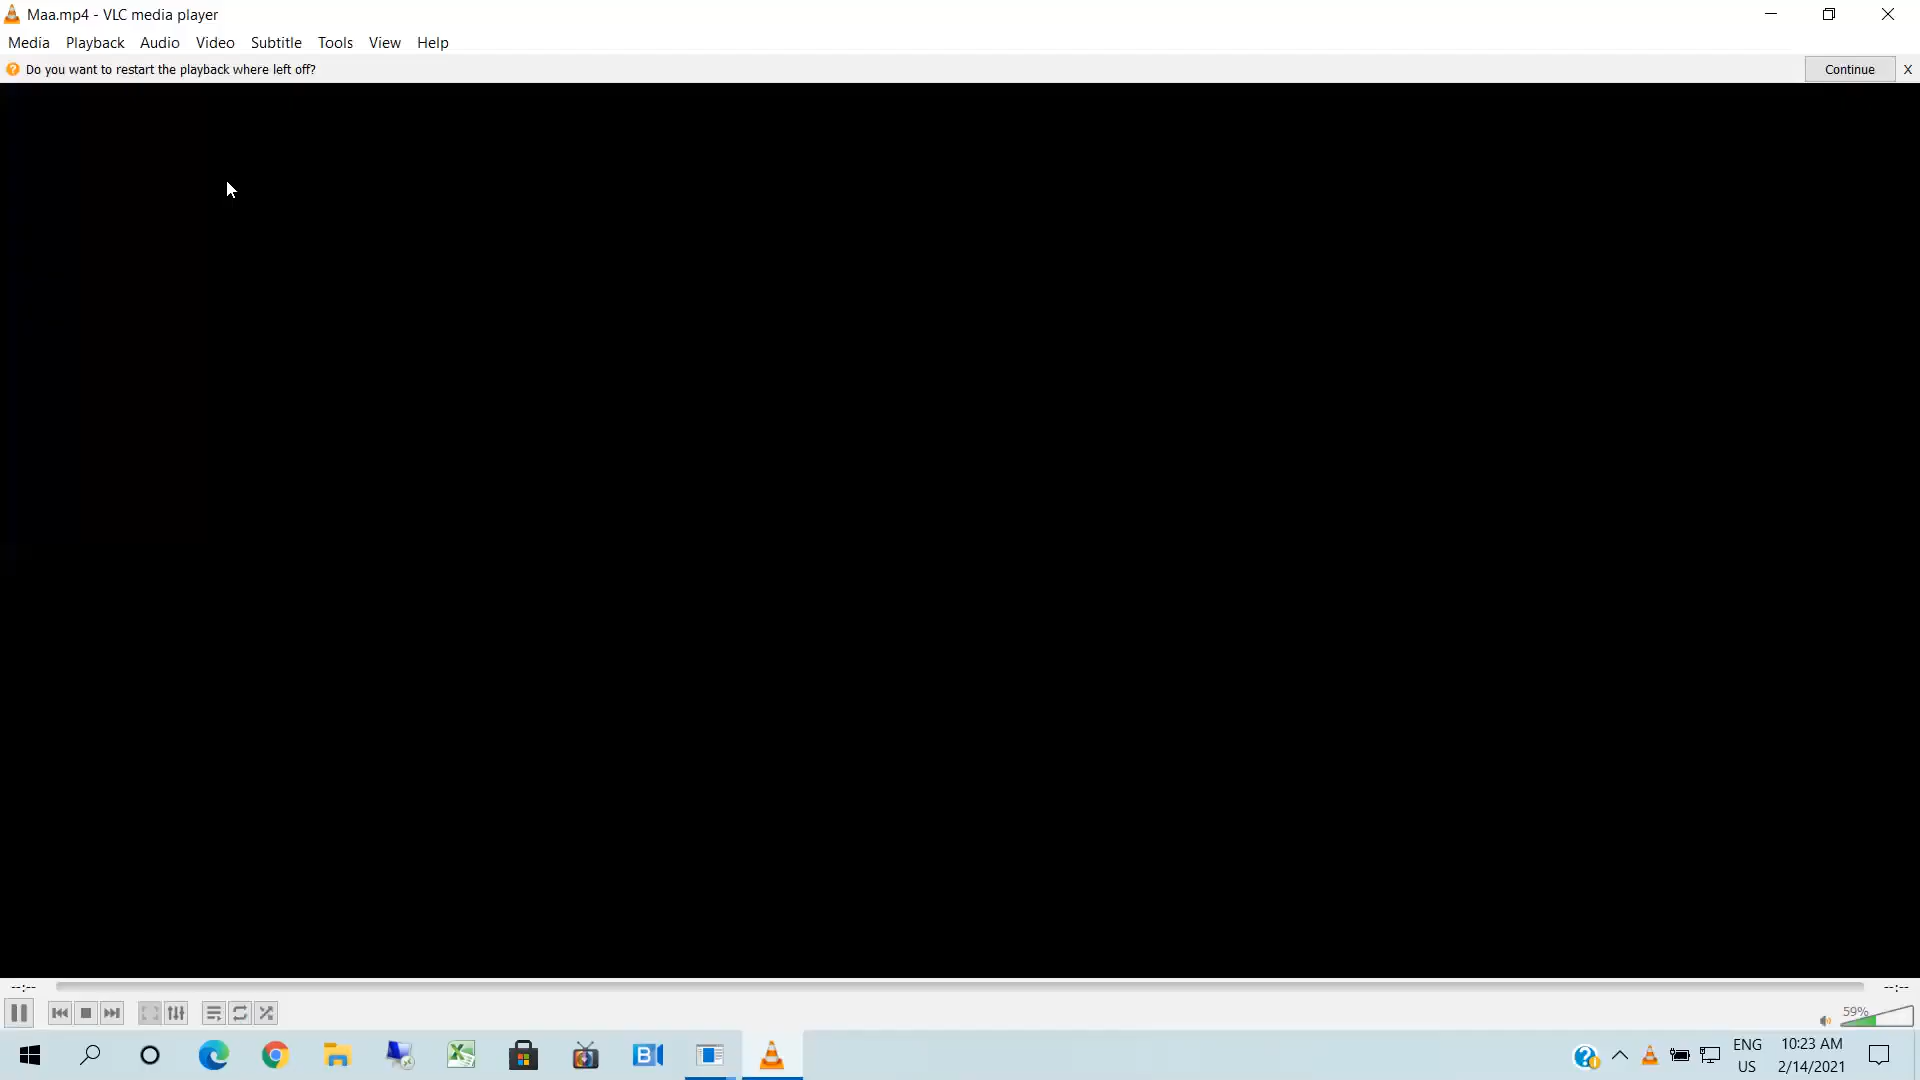 Maa.mp4 - VLC media player
Media Playback Audio Video Subtitle Tools View Help
Do you want to restart the playback where left off? Continue X
--:-- --:--
59%
ENG 10:23 AM
US 2/14/2021